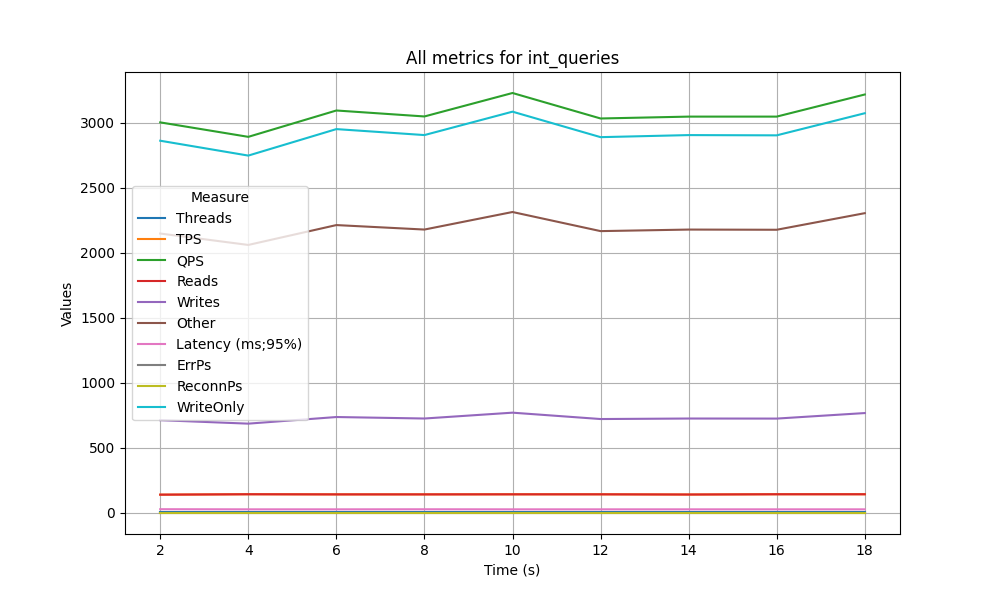 All metrics for int_queries
Values
3000
2500
2000
1500
1000
500
0
Measure
Threads
TPS
QPS
Reads
Writes
Other
Latency (ms;95%)
ErrPs
ReconnPs
WriteOnly
2 4 6 8 10 12 14 16 18
Time (s)